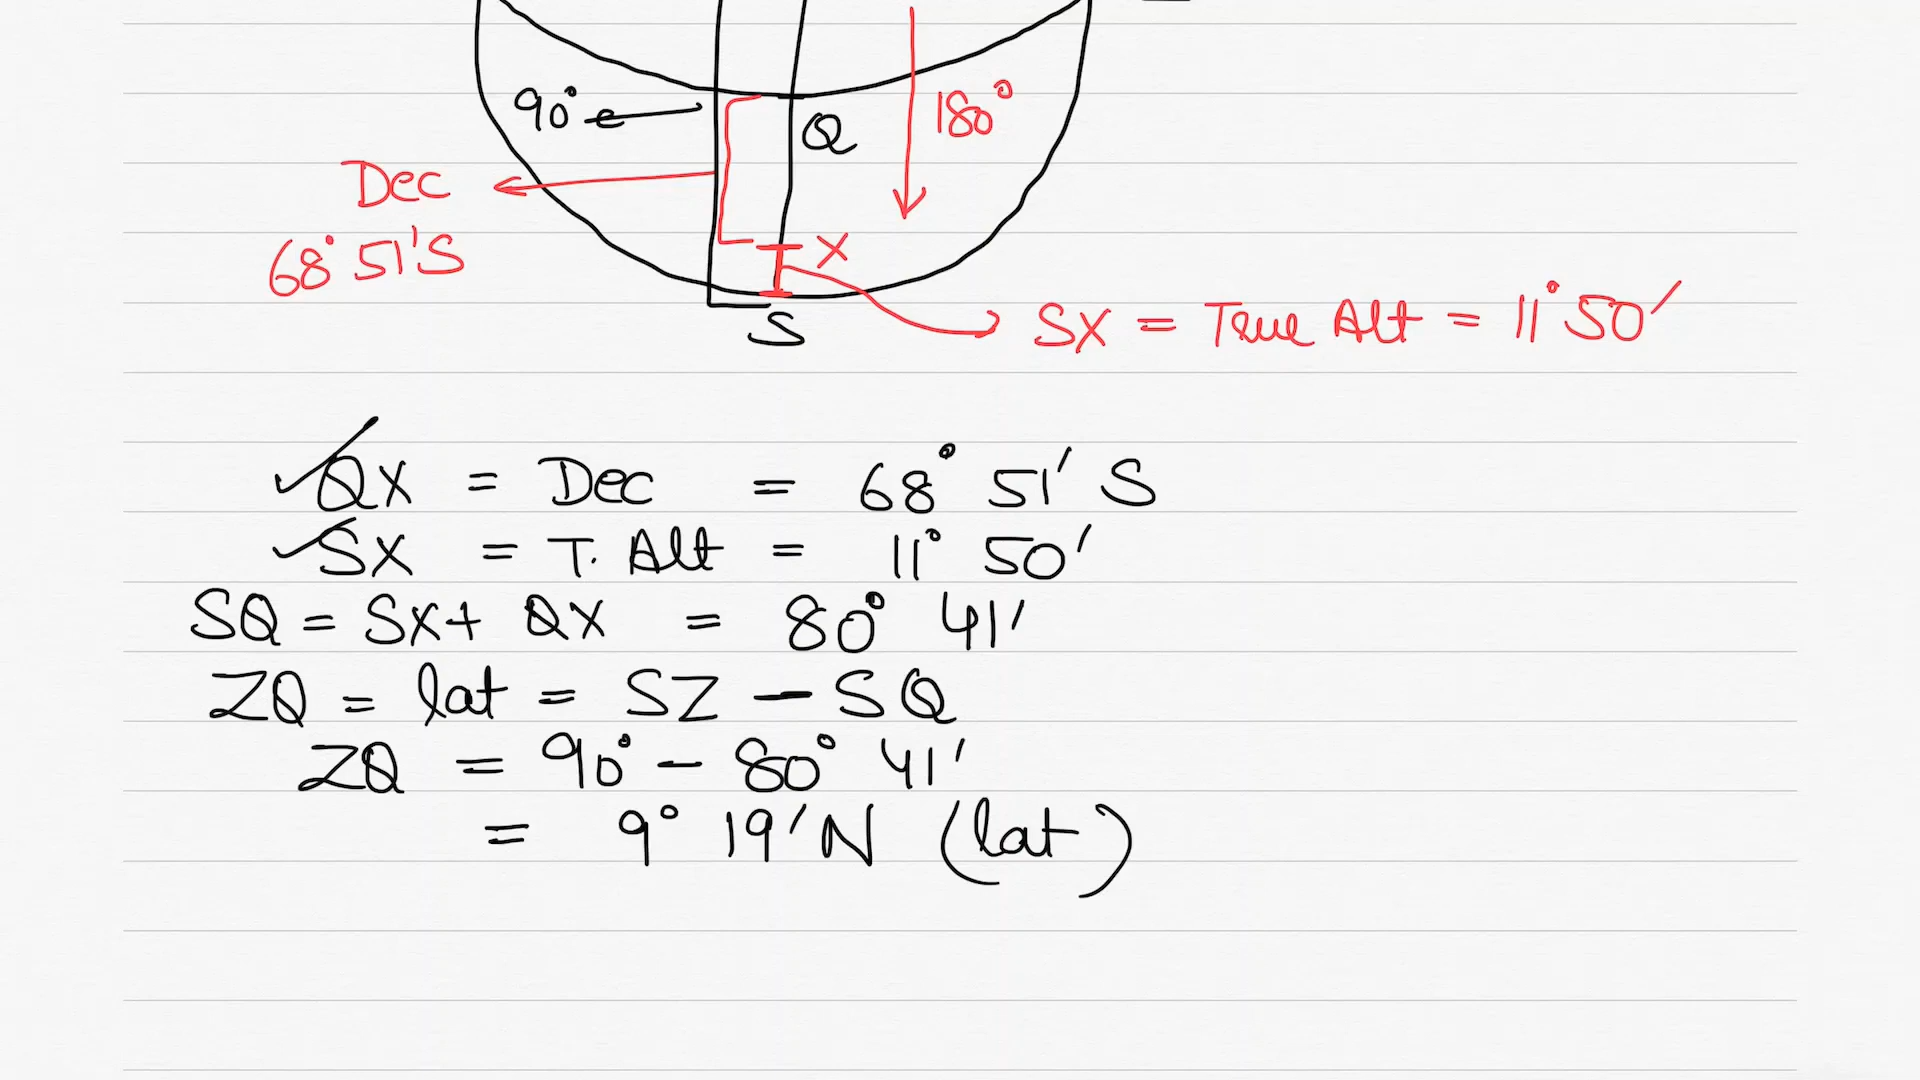 90°
Q
180°
Dec
68° 51' S
X
S
SX = True Alt = 11° 50'
QX = Dec = 68° 51' S
SX = T. Alt = 11° 50'
SQ = SX + QX = 80° 41'
ZQ = lat = SZ - SQ
ZQ = 90° - 80° 41'
= 9° 19' N (lat)